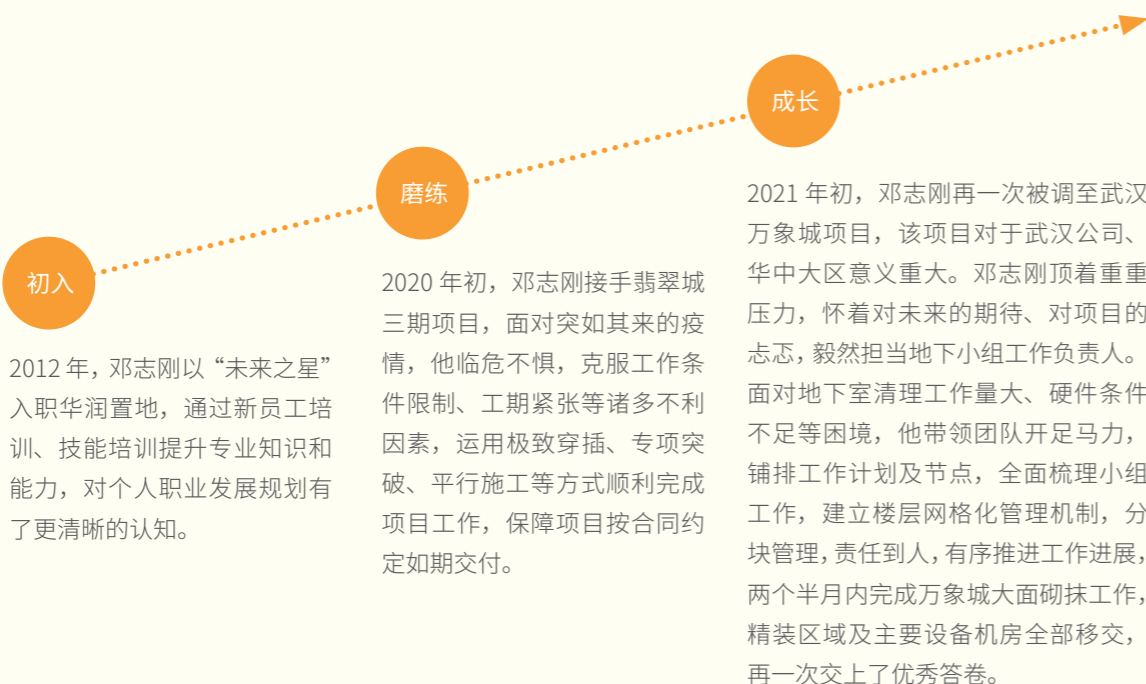 初入
2012 年，邓志刚以“未来之星”
入职华润置地，通过新员工培
训、技能培训提升专业知识和
能力，对个人职业发展规划有
了更清晰的认知。
磨练
2020 年初，邓志刚接手翡翠城
三期项目，面对突如其来的疫
情，他临危不惧，克服工作条
件限制、工期紧张等诸多不利
因素，运用极致穿插、专项突
破、平行施工等方式顺利完成
项目工作，保障项目按合同约
定如期交付。
成长
2021 年初，邓志刚再一次被调至武汉
万象城项目，该项目对于武汉公司、
华中大区意义重大。邓志刚顶着重重
压力，怀着对未来的期待、对项目的
忐忑，毅然担当地下小组工作负责人。
面对地下室清理工作量大、硬件条件
不足等困境，他带领团队开足马力，
铺排工作计划及节点，全面梳理小组
工作，建立楼层网格化管理机制，分
块管理，责任到人，有序推进工作进展，
两个半月内完成万象城大面砌抹工作，
精装区域及主要设备机房全部移交，
再一次交上了优秀答卷。